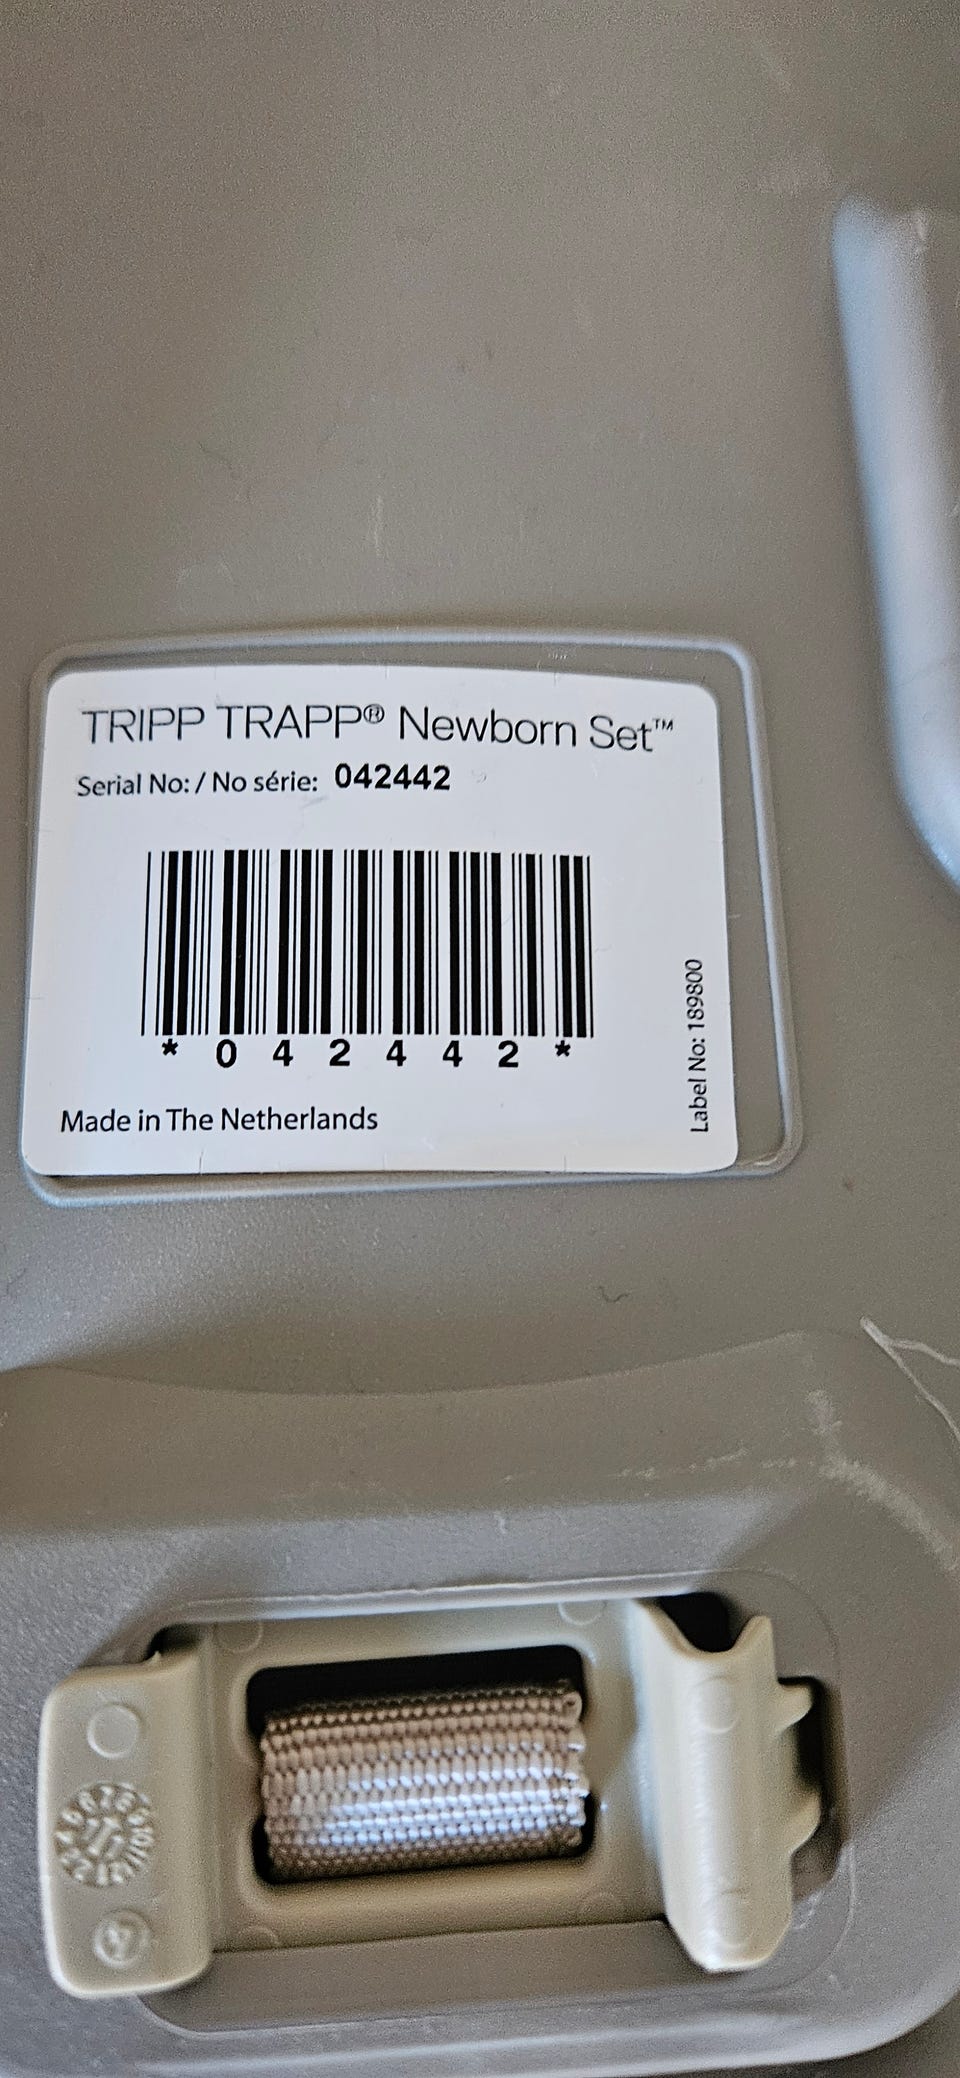 TRIPP TRAPP® Newborn Set™
Serial No: / No série: 042442
* 0 4 2 4 4 2 *
Label No: 189800
Made in The Netherlands